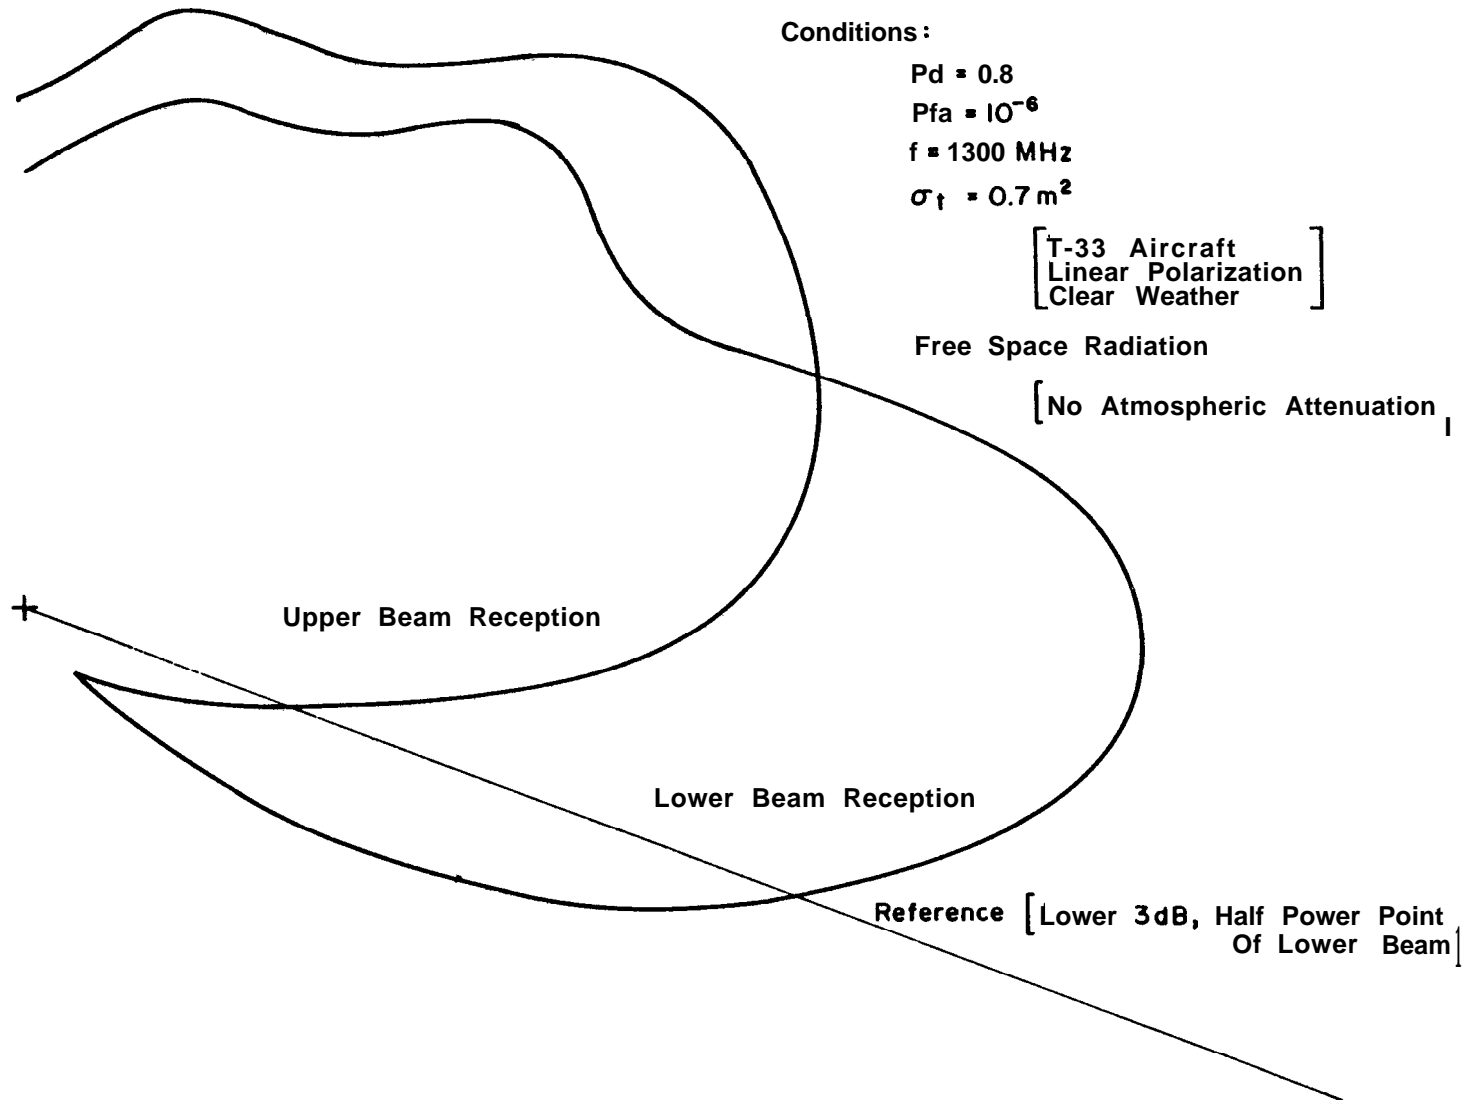 Conditions:
Pd = 0.8
Pfa = 10⁻⁶
f = 1300 MHz
σt = 0.7 m²
[T-33 Aircraft
Linear Polarization
Clear Weather]
Free Space Radiation
[No Atmospheric Attenuation
Upper Beam Reception
Lower Beam Reception
Reference [Lower 3dB, Half Power Point
Of Lower Beam]